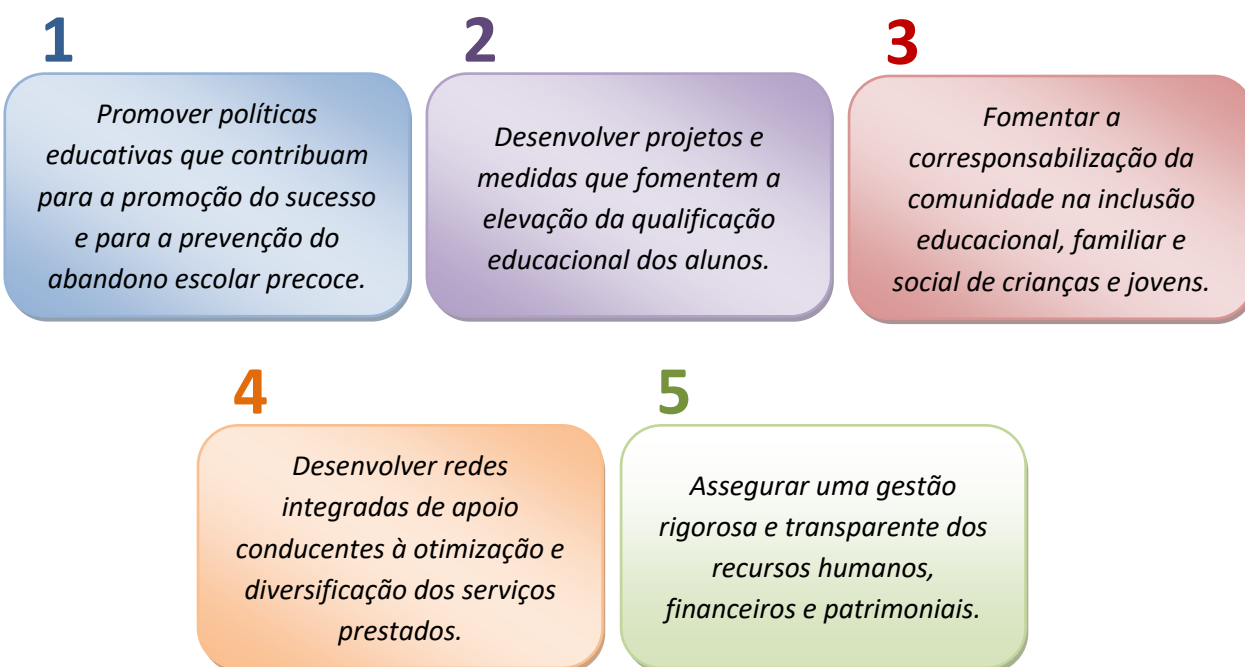 1
Promover políticas
educativas que contribuam
para a promoção do sucesso
e para a prevenção do
abandono escolar precoce.
2
Desenvolver projetos e
medidas que fomentem a
elevação da qualificação
educacional dos alunos.
3
Fomentar a
corresponsabilização da
comunidade na inclusão
educacional, familiar e
social de crianças e jovens.
4
Desenvolver redes
integradas de apoio
conducentes à otimização e
diversificação dos serviços
prestados.
5
Assegurar uma gestão
rigorosa e transparente dos
recursos humanos,
financeiros e patrimoniais.